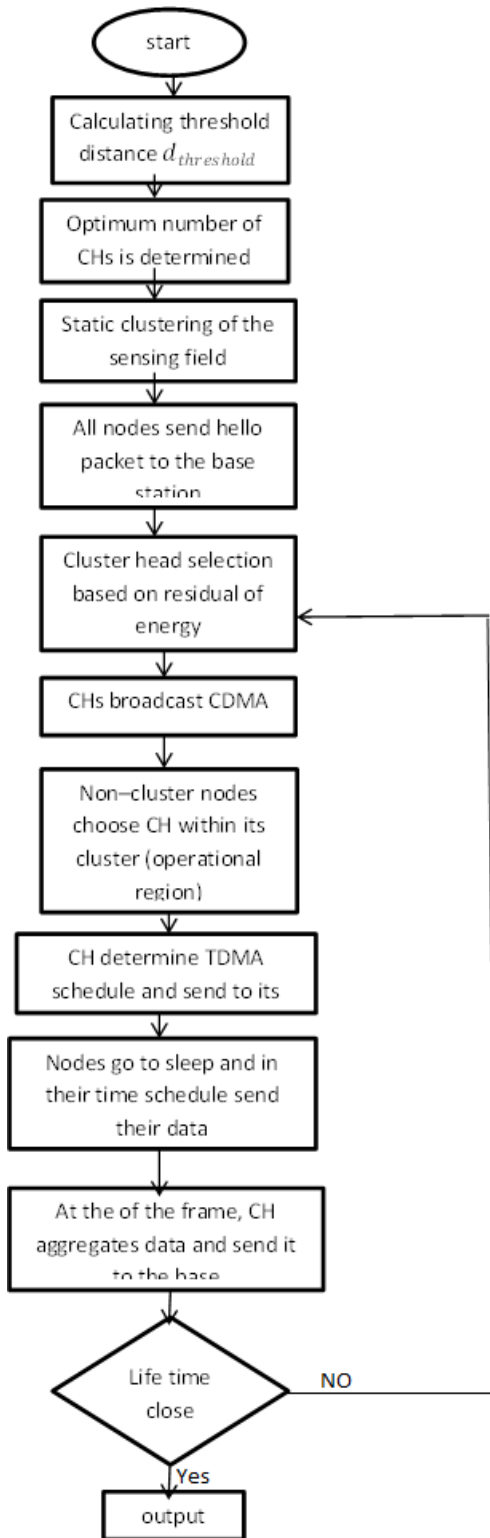 start
Calculating threshold
distance d_threshold
Optimum number of
CHs is determined
Static clustering of the
sensing field
All nodes send hello
packet to the base
station
Cluster head selection
based on residual of
energy
CHs broadcast CDMA
Non–cluster nodes
choose CH within its
cluster (operational
region)
CH determine TDMA
schedule and send to its
Nodes go to sleep and in
their time schedule send
their data
At the of the frame, CH
aggregates data and send it
to the base
Life time
close
NO
Yes
output